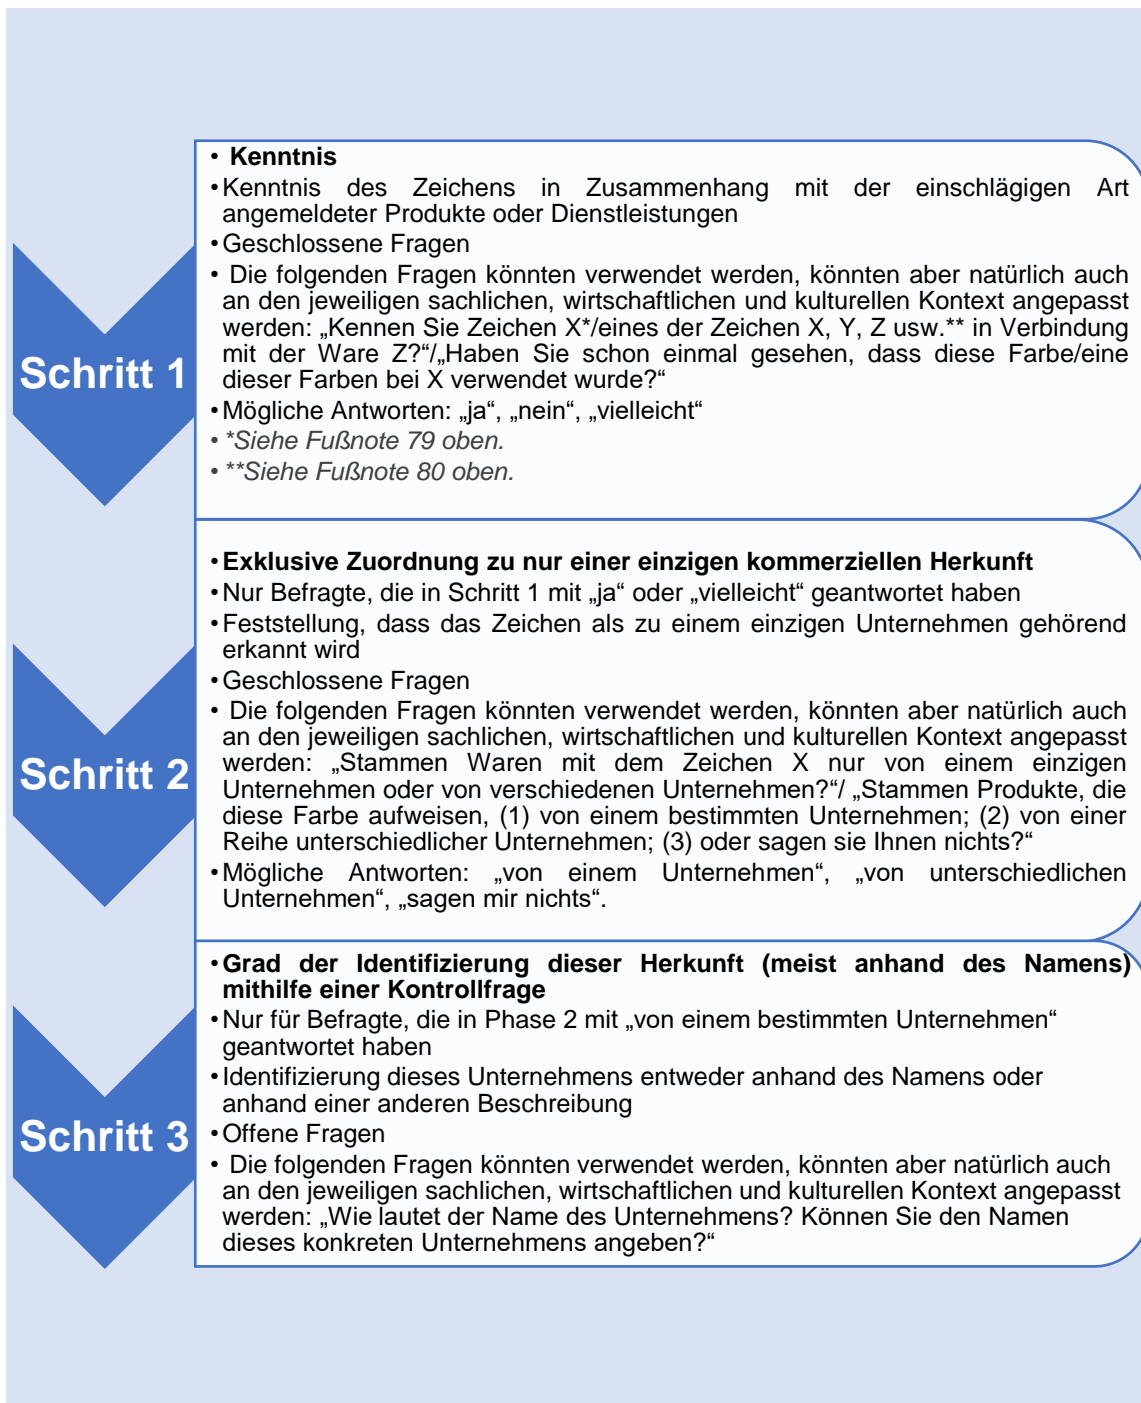 Schritt 1
• Kenntnis
• Kenntnis des Zeichens in Zusammenhang mit der einschlägigen Art
angemeldeter Produkte oder Dienstleistungen
• Geschlossene Fragen
• Die folgenden Fragen könnten verwendet werden, könnten aber natürlich auch
an den jeweiligen sachlichen, wirtschaftlichen und kulturellen Kontext angepasst
werden: „Kennen Sie Zeichen X*/eines der Zeichen X, Y, Z usw.** in Verbindung
mit der Ware Z?“/„Haben Sie schon einmal gesehen, dass diese Farbe/eine
dieser Farben bei X verwendet wurde?“
• Mögliche Antworten: „ja“, „nein“, „vielleicht“
• *Siehe Fußnote 79 oben.
• **Siehe Fußnote 80 oben.
Schritt 2
• Exklusive Zuordnung zu nur einer einzigen kommerziellen Herkunft
• Nur Befragte, die in Schritt 1 mit „ja“ oder „vielleicht“ geantwortet haben
• Feststellung, dass das Zeichen als zu einem einzigen Unternehmen gehörend
erkannt wird
• Geschlossene Fragen
• Die folgenden Fragen könnten verwendet werden, könnten aber natürlich auch
an den jeweiligen sachlichen, wirtschaftlichen und kulturellen Kontext angepasst
werden: „Stammen Waren mit dem Zeichen X nur von einem einzigen
Unternehmen oder von verschiedenen Unternehmen?“/ „Stammen Produkte, die
diese Farbe aufweisen, (1) von einem bestimmten Unternehmen; (2) von einer
Reihe unterschiedlicher Unternehmen; (3) oder sagen sie Ihnen nichts?“
• Mögliche Antworten: „von einem Unternehmen“, „von unterschiedlichen
Unternehmen“, „sagen mir nichts“.
Schritt 3
• Grad der Identifizierung dieser Herkunft (meist anhand des Namens)
mithilfe einer Kontrollfrage
• Nur für Befragte, die in Phase 2 mit „von einem bestimmten Unternehmen“
geantwortet haben
• Identifizierung dieses Unternehmens entweder anhand des Namens oder
anhand einer anderen Beschreibung
• Offene Fragen
• Die folgenden Fragen könnten verwendet werden, könnten aber natürlich auch
an den jeweiligen sachlichen, wirtschaftlichen und kulturellen Kontext angepasst
werden: „Wie lautet der Name des Unternehmens? Können Sie den Namen
dieses konkreten Unternehmens angeben?“